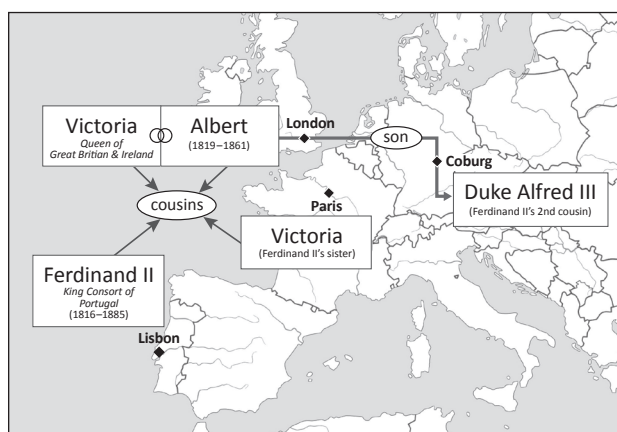 Victoria
Queen of
Great Britian & Ireland
Albert
(1819–1861)
London
son
Coburg
Duke Alfred III
(Ferdinand II's 2nd cousin)
cousins
Paris
Victoria
(Ferdinand II's sister)
Ferdinand II
King Consort of
Portugal
(1816–1885)
Lisbon